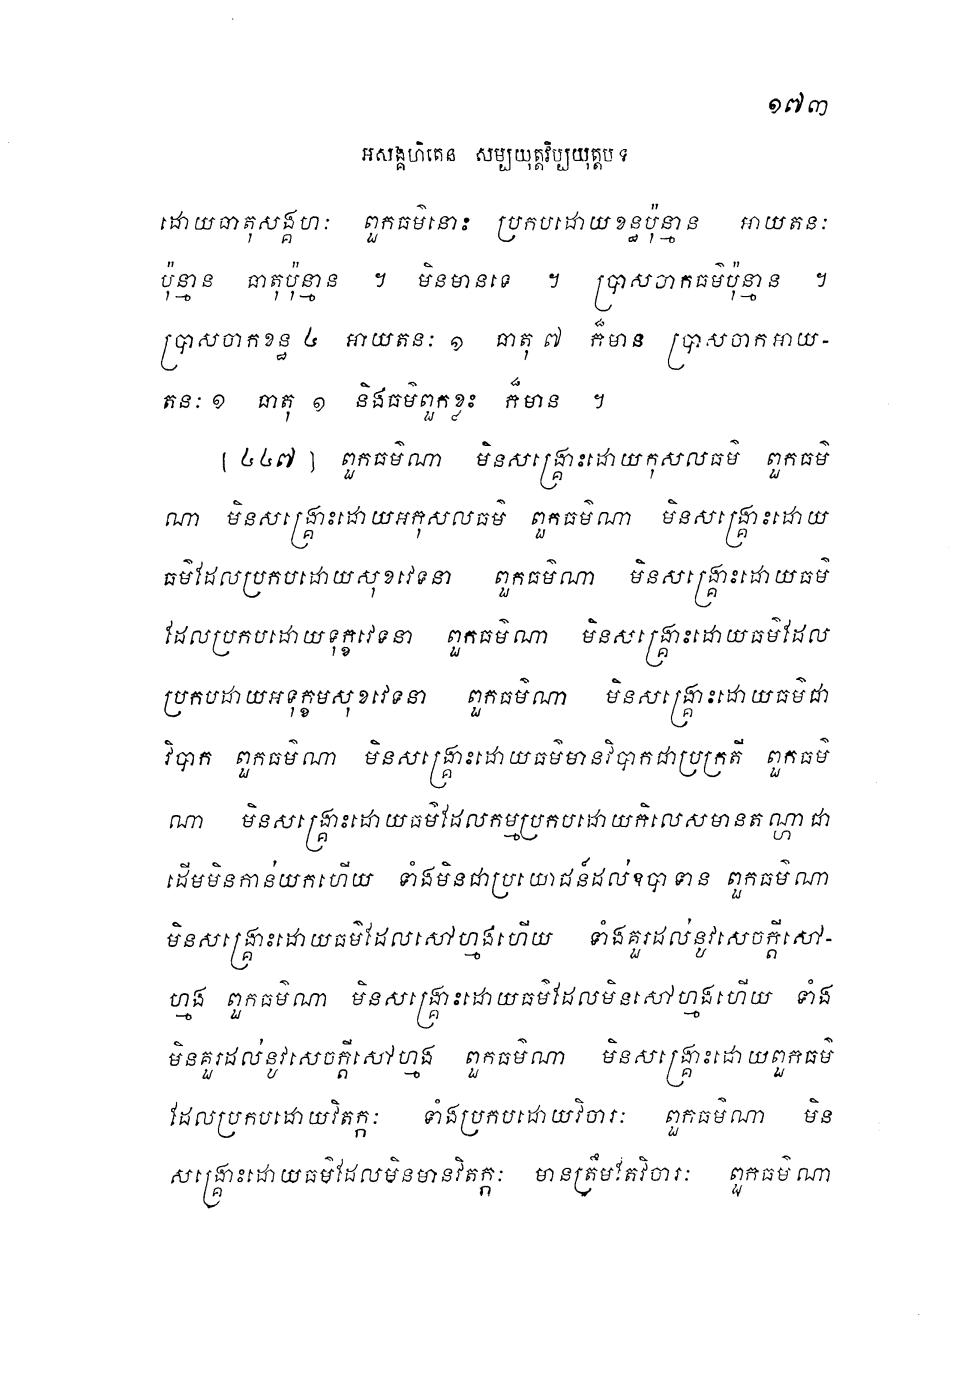 ១៧៣
អសង្គហិតេន សម្បយុត្តវិប្បយុត្តបទ
ដោយធាតុសង្គហៈ ពួកធម៌នោះ ប្រកបដោយខន្ធប៉ុន្មាន អាយតនៈ
ប៉ុន្មាន ធាតុប៉ុន្មាន ។ មិនមានទេ ។ ប្រាសចាកធម៌ប៉ុន្មាន ។
ប្រាសចាកខន្ធ ៤ អាយតនៈ ១ ធាតុ ៧ ក៏មាន ប្រាសចាកអាយ-
តនៈ ១ ធាតុ ១ និងធម៌ពួកខ្លះ ក៏មាន ។
[ ៤៤៧ ] ពួកធម៌ណា មិនសង្គ្រោះដោយកុសលធម៌ ពួកធម៌
ណា មិនសង្គ្រោះដោយអកុសលធម៌ ពួកធម៌ណា មិនសង្គ្រោះដោយ
ធម៌ដែលប្រកបដោយសុខវេទនា ពួកធម៌ណា មិនសង្គ្រោះដោយធម៌
ដែលប្រកបដោយទុក្ខវេទនា ពួកធម៌ណា មិនសង្គ្រោះដោយធម៌ដែល
ប្រកបដោយអទុក្ខមសុខវេទនា ពួកធម៌ណា មិនសង្គ្រោះដោយធម៌ជា
វិបាក ពួកធម៌ណា មិនសង្គ្រោះដោយធម៌មានវិបាកជាប្រក្រតី ពួកធម៌
ណា មិនសង្គ្រោះដោយធម៌ដែលកម្មប្រកបដោយកិលេសមានតណ្ហាជា
ដើមមិនកាន់យកហើយ ទាំងមិនជាប្រយោជន៍ដល់ឧបាទាន ពួកធម៌ណា
មិនសង្គ្រោះដោយធម៌ដែលសៅហ្មងហើយ ទាំងគួរដល់នូវសេចក្តីសៅ-
ហ្មង ពួកធម៌ណា មិនសង្គ្រោះដោយធម៌ដែលមិនសៅហ្មងហើយ ទាំង
មិនគួរដល់នូវសេចក្តីសៅហ្មង ពួកធម៌ណា មិនសង្គ្រោះដោយពួកធម៌
ដែលប្រកបដោយវិតក្កៈ ទាំងប្រកបដោយវិចារៈ ពួកធម៌ណា មិន
សង្គ្រោះដោយធម៌ដែលមិនមានវិតក្កៈ មានត្រឹមតែវិចារៈ ពួកធម៌ណា